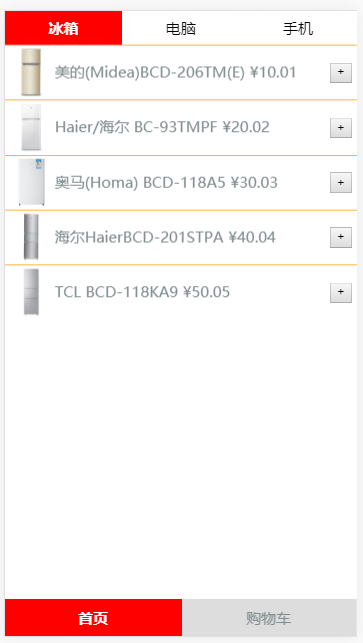 冰箱 电脑 手机
美的(Midea)BCD-206TM(E) ¥10.01 +
Haier/海尔 BC-93TMPF ¥20.02 +
奥马(Homa) BCD-118A5 ¥30.03 +
海尔HaierBCD-201STPA ¥40.04 +
TCL BCD-118KA9 ¥50.05 +
首页 购物车